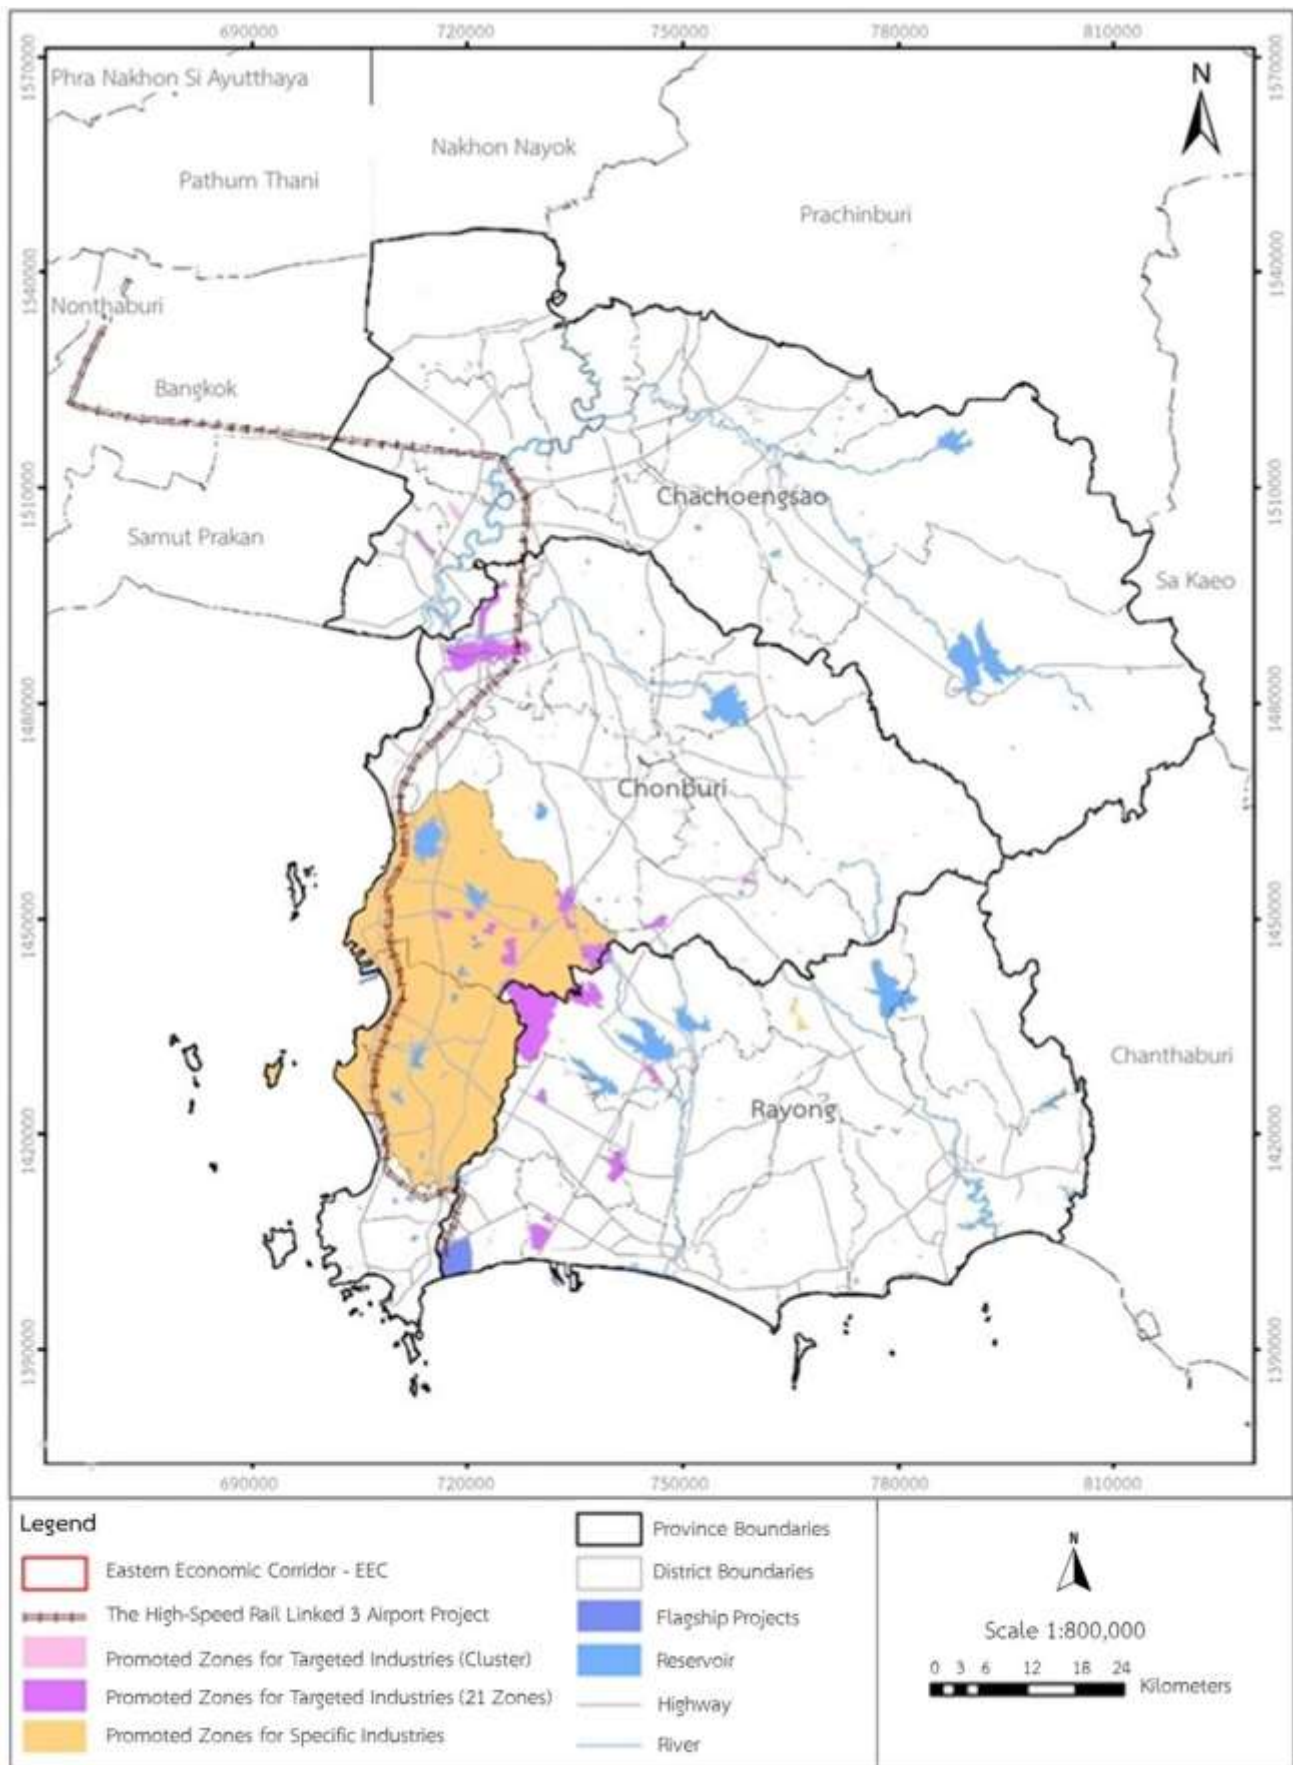 690000 720000 750000 780000 810000
1570000
1570000
Phra Nakhon Si Ayutthaya
N
Nakhon Nayok
Pathum Thani
Prachinburi
1540000
1540000
Nonthaburi
Bangkok
1510000
Chachoengsao
1510000
Samut Prakan
Sa Kaeo
1480000
1480000
Chonburi
1450000
1450000
Chanthaburi
Rayong
1420000
1420000
1390000
1390000
690000 720000 750000 780000 810000
Legend
Eastern Economic Corridor - EEC
The High-Speed Rail Linked 3 Airport Project
Promoted Zones for Targeted Industries (Cluster)
Promoted Zones for Targeted Industries (21 Zones)
Promoted Zones for Specific Industries
Province Boundaries
District Boundaries
Flagship Projects
Reservoir
Highway
River
N
Scale 1:800,000
0 3 6 12 18 24
Kilometers